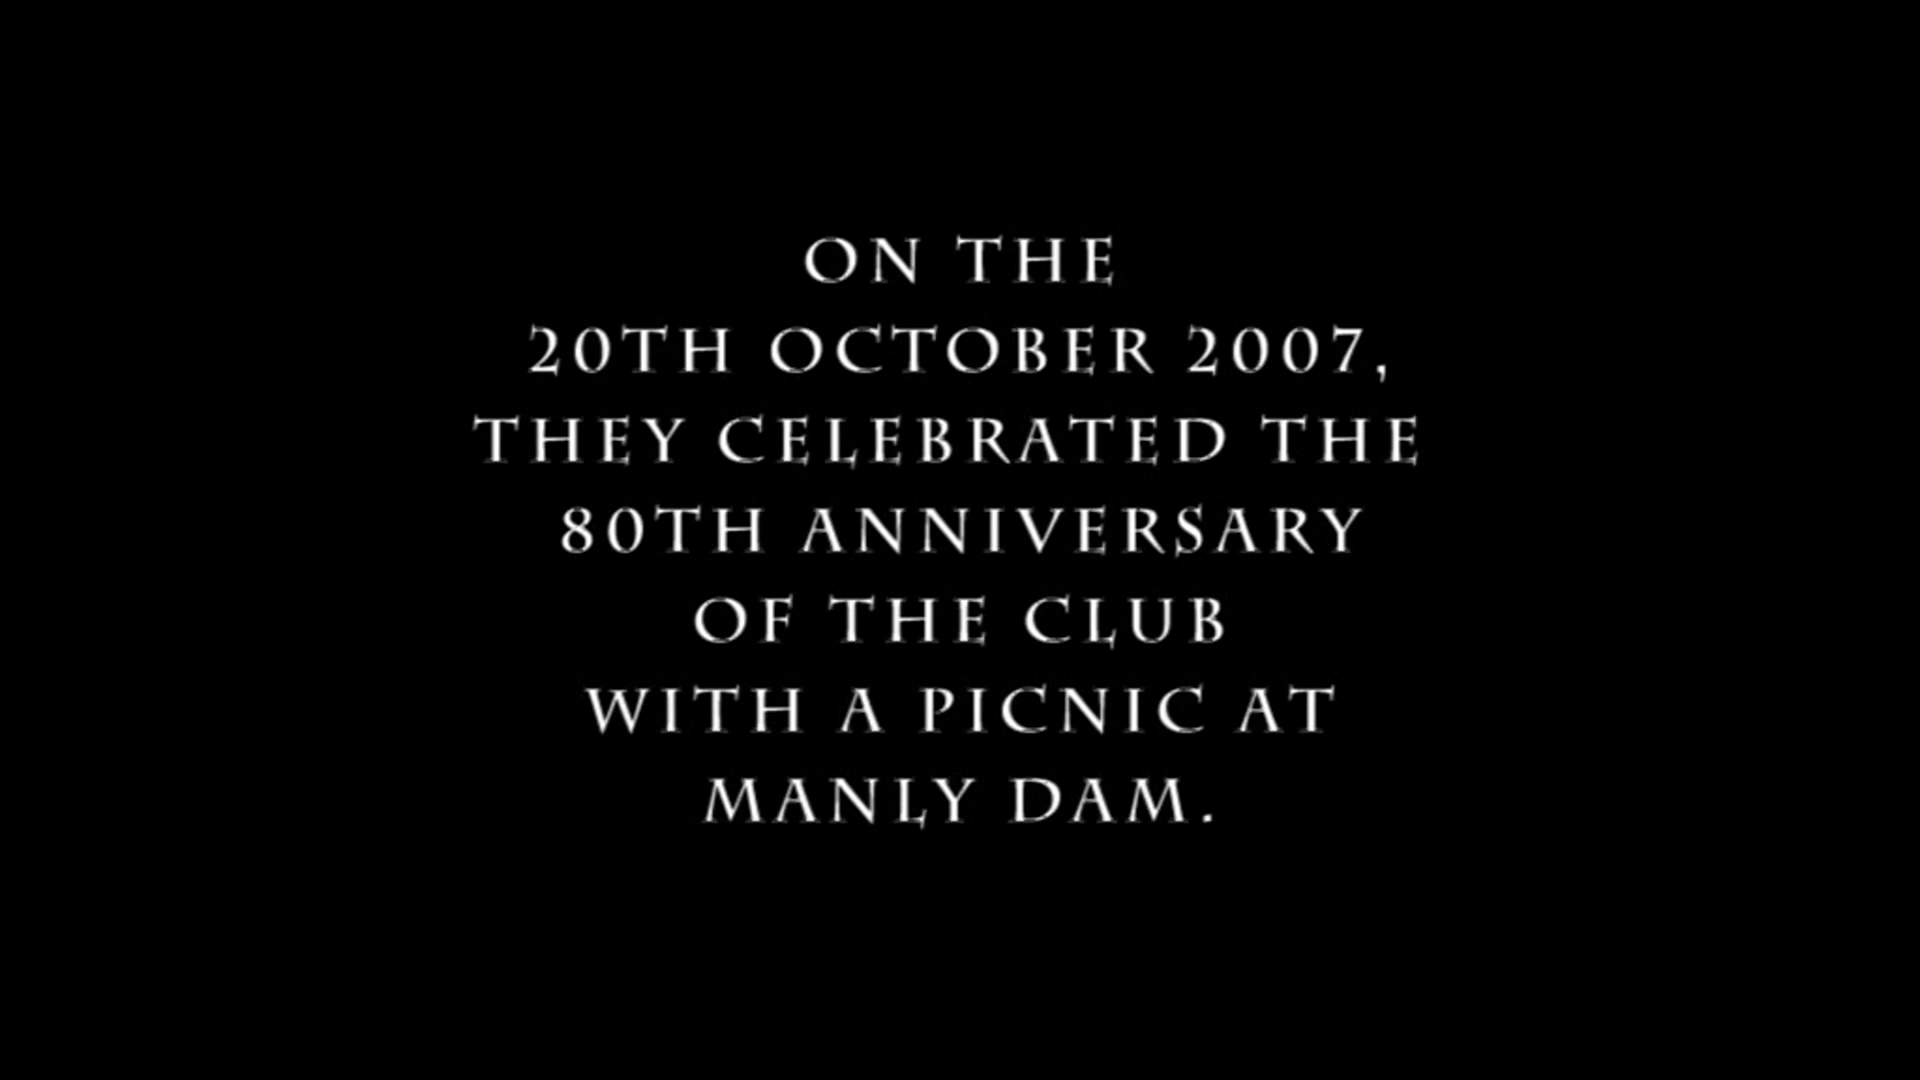 ON THE
20TH OCTOBER 2007,
THEY CELEBRATED THE
80TH ANNIVERSARY
OF THE CLUB
WITH A PICNIC AT
MANLY DAM.